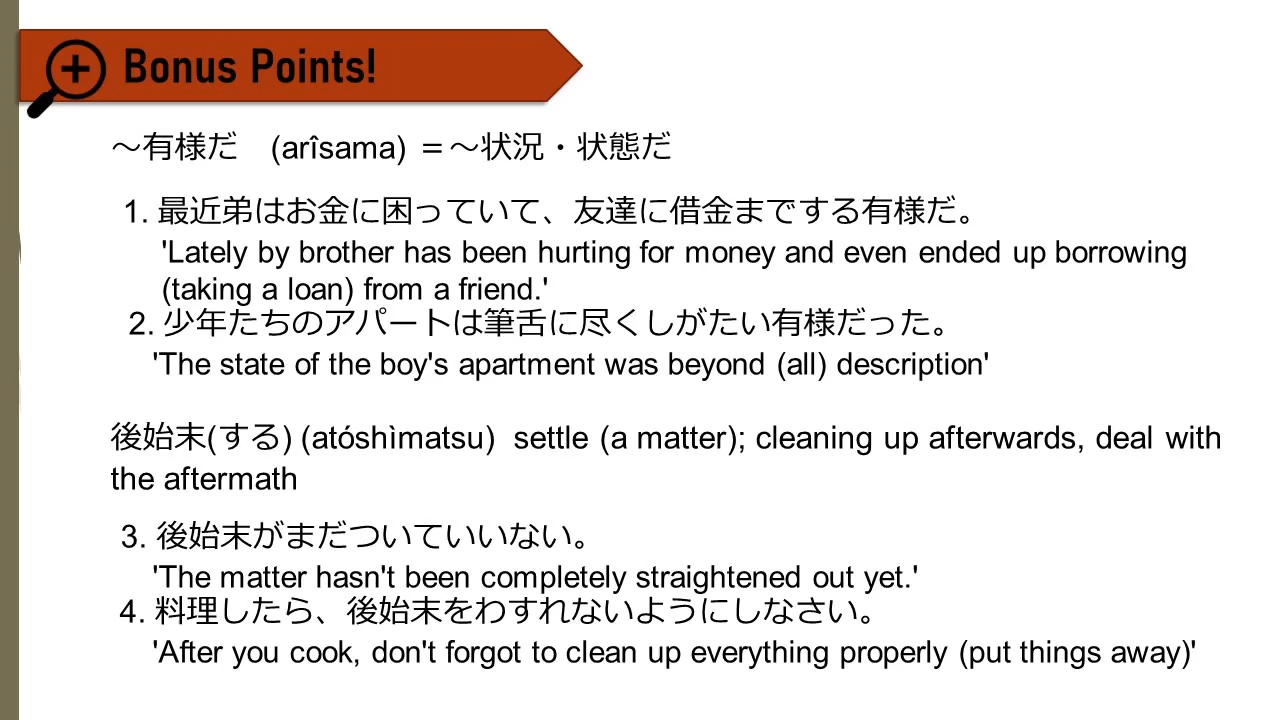 Bonus Points!
～有様だ　(arîsama) ＝～状況・状態だ
1. 最近弟はお金に困っていて、友達に借金までする有様だ。
'Lately by brother has been hurting for money and even ended up borrowing
(taking a loan) from a friend.'
2. 少年たちのアパートは筆舌に尽くしがたい有様だった。
'The state of the boy's apartment was beyond (all) description'
後始末(する) (atóshìmatsu)  settle (a matter); cleaning up afterwards, deal with
the aftermath
3. 後始末がまだついていいない。
'The matter hasn't been completely straightened out yet.'
4. 料理したら、後始末をわすれないようにしなさい。
'After you cook, don't forgot to clean up everything properly (put things away)'